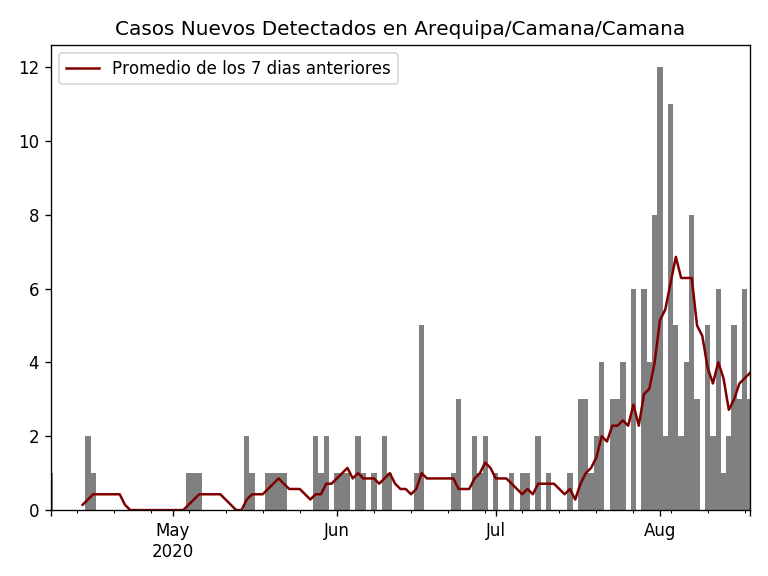 Casos Nuevos Detectados en Arequipa/Camana/Camana
Promedio de los 7 dias anteriores
12
10
8
6
4
2
0
May
2020
Jun
Jul
Aug